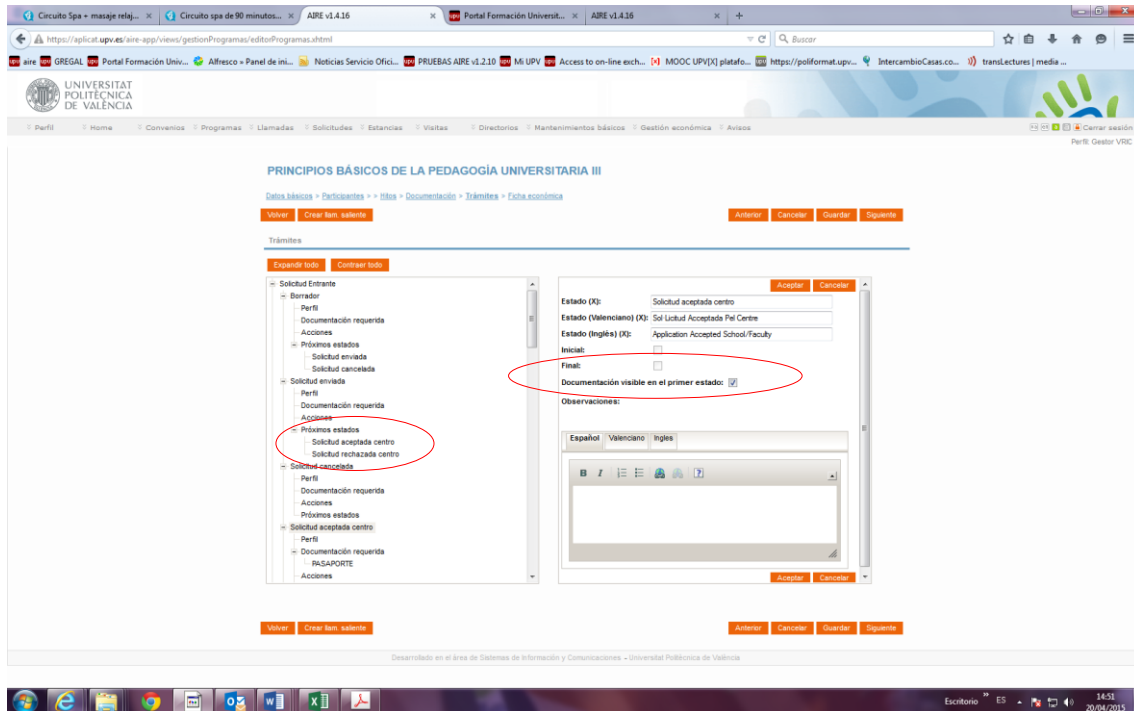 Circuito Spa + masaje relaj...
Circuito spa de 90 minutos...
AIRE v1.4.16
Portal Formación Universit...
AIRE v1.4.16
https://aplicat.upv.es/aire-app/views/gestionProgramas/editorProgramas.xhtml
Buscar
aire GREGAL Portal Formación Univ... Alfresco » Panel de ini... Noticias Servicio Ofici... PRUEBAS AIRE v1.2.10 Mi UPV Access to on-line exch... MOOC UPV[X] platafo... https://poliformat.upv... IntercambioCasas.co... transLectures | media ...
UNIVERSITAT
POLITÈCNICA
DE VALÈNCIA
Perfil Home Convenios Programas Llamadas Solicitudes Estancias Visitas Directorios Mantenimientos básicos Gestión económica Avisos Cerrar sesión
Perfil: Gestor VRIC
PRINCIPIOS BÁSICOS DE LA PEDAGOGÍA UNIVERSITARIA III
Datos básicos > Participantes > > Hitos > Documentación > Trámites > Ficha económica
Volver Crear llam. saliente Anterior Cancelar Guardar Siguiente
Trámites
Expandir todo Contraer todo
Solicitud Entrante
Borrador
Perfil
Documentación requerida
Acciones
Próximos estados
Solicitud enviada
Solicitud cancelada
Solicitud enviada
Perfil
Documentación requerida
Acciones
Próximos estados
Solicitud aceptada centro
Solicitud rechazada centro
Solicitud cancelada
Perfil
Documentación requerida
Acciones
Próximos estados
Solicitud aceptada centro
Perfil
Documentación requerida
PASAPORTE
Acciones
Aceptar Cancelar
Estado (X): Solicitud aceptada centro
Estado (Valenciano) (X): Sol·Licitud Acceptada Pel Centre
Estado (Inglés) (X): Application Accepted School/Faculty
Inicial:
Final:
Documentación visible en el primer estado:
Observaciones:
Español Valenciano Ingles
B I
Aceptar Cancelar
Volver Crear llam. saliente Anterior Cancelar Guardar Siguiente
Desarrollado en el área de Sistemas de Información y Comunicaciones - Universitat Politècnica de València
Escritorio ES 14:51
20/04/2015